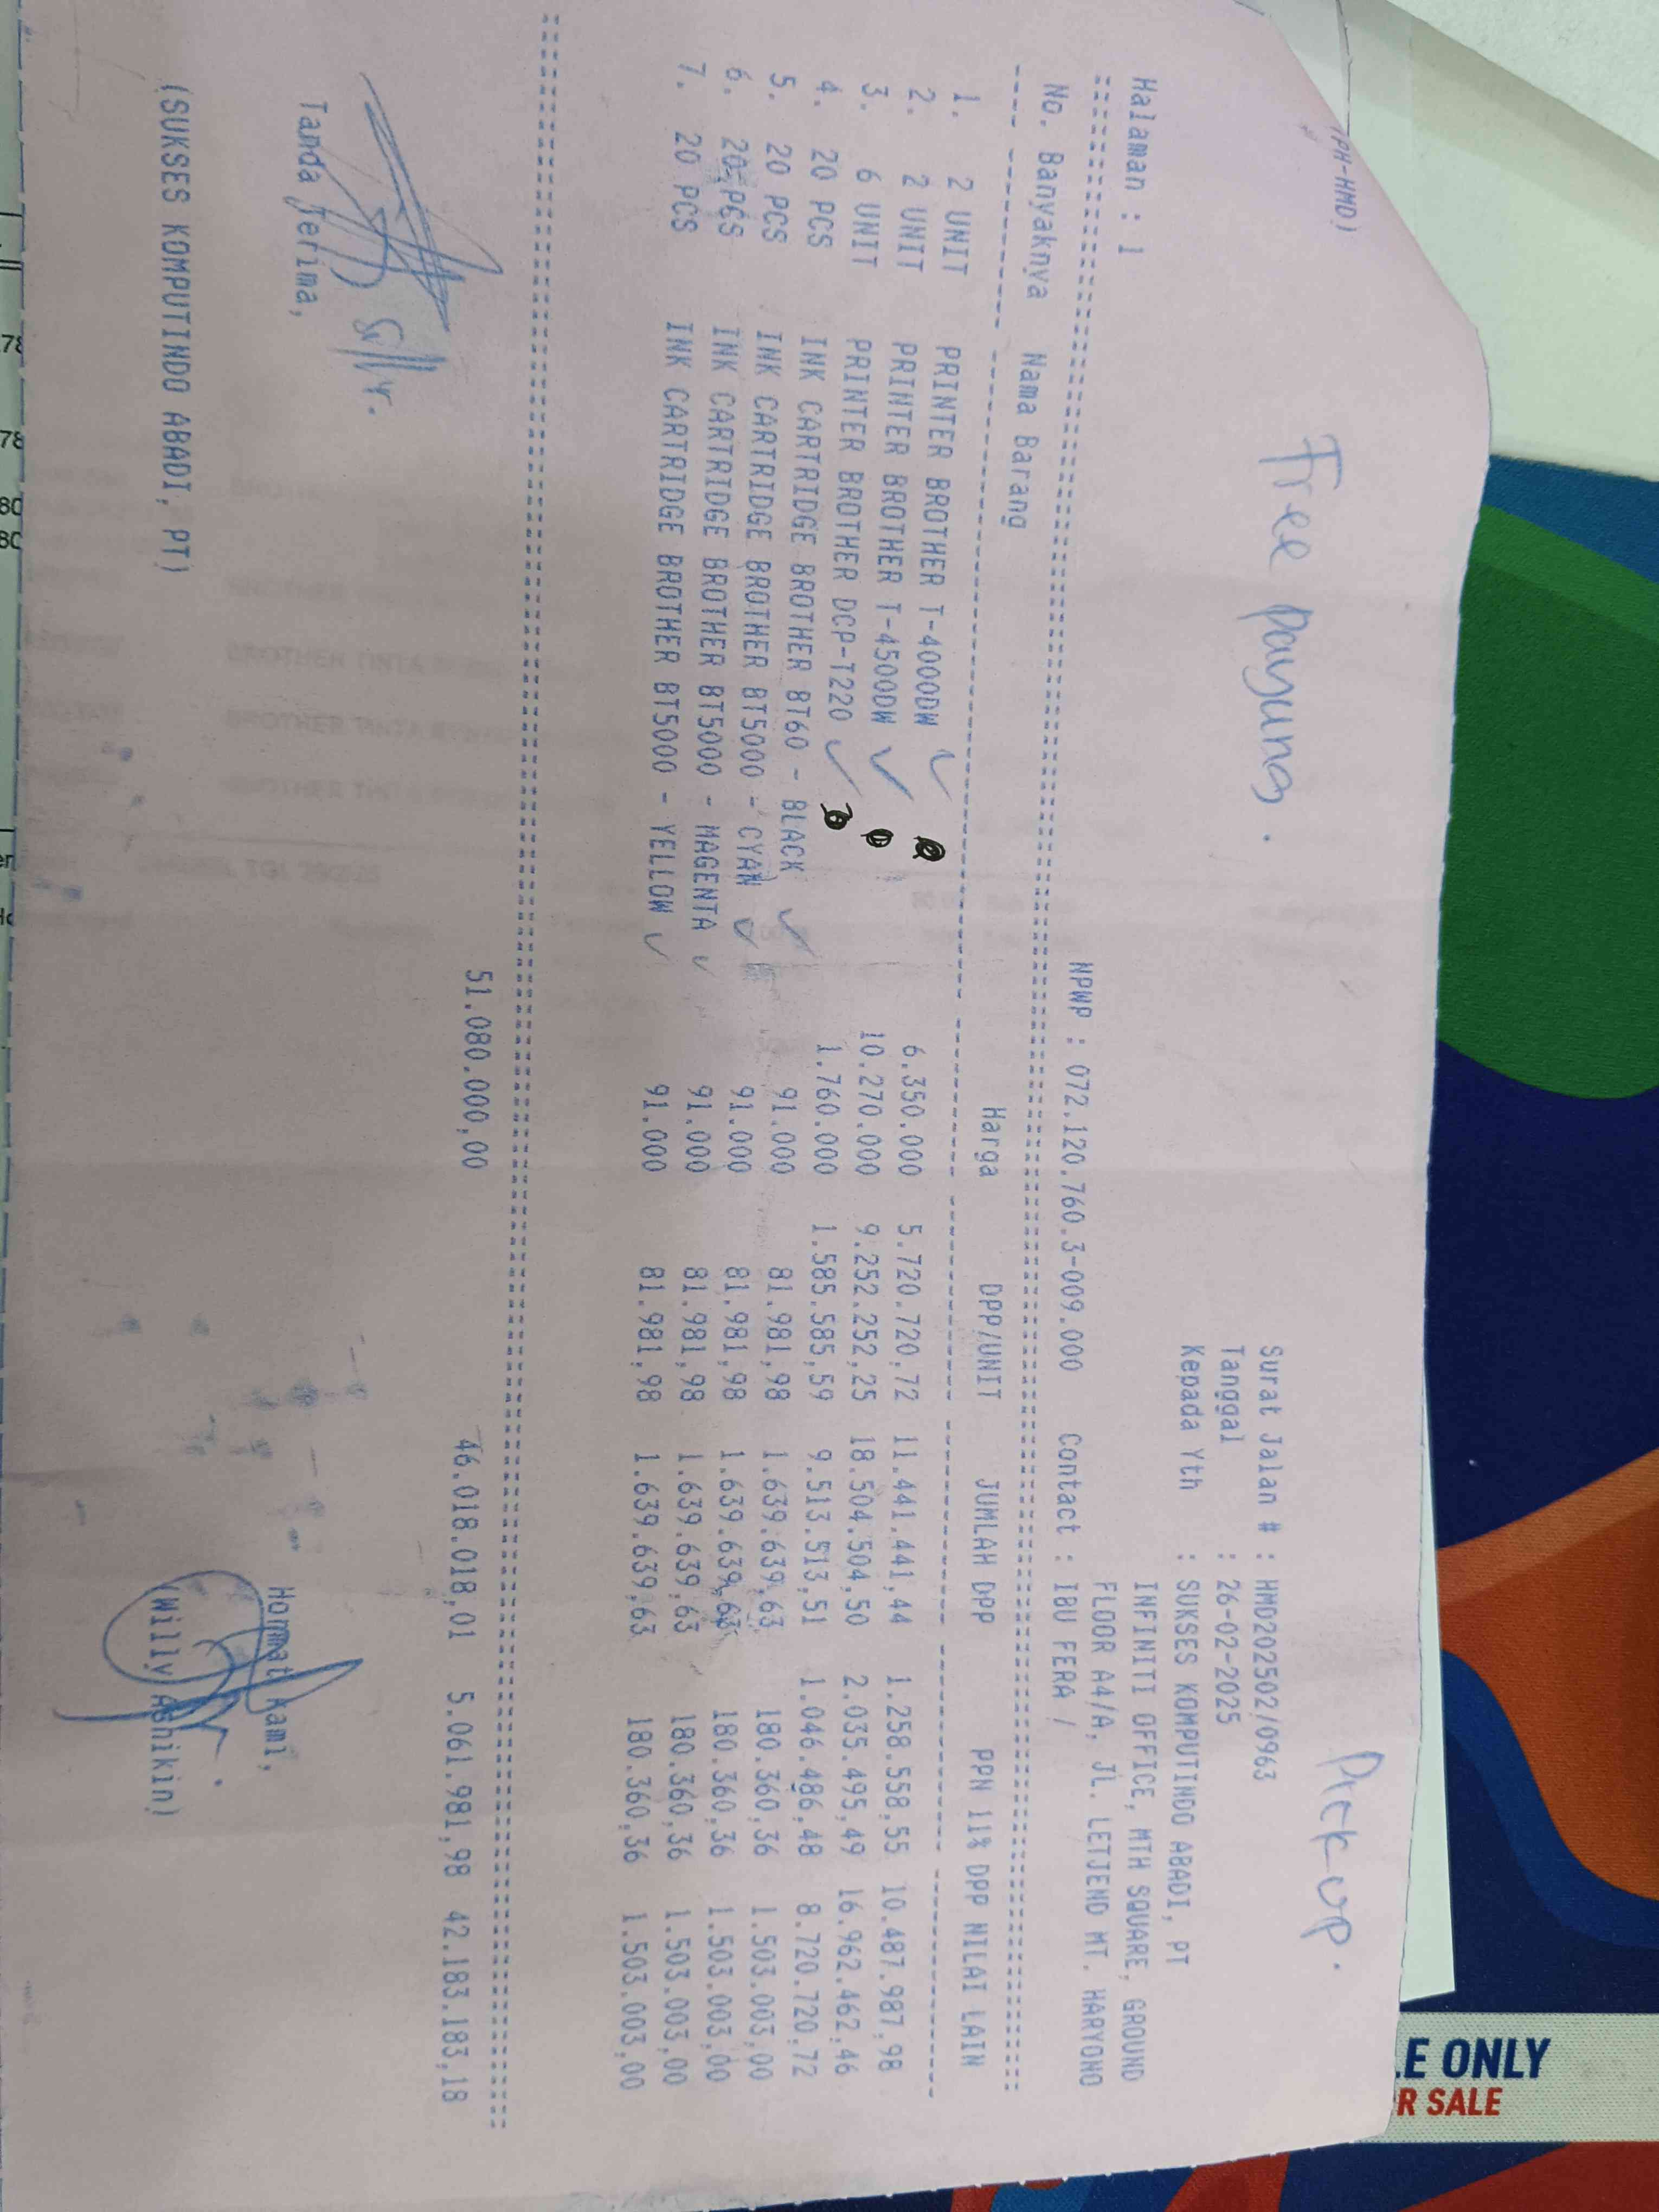 (PH-HMD)
Pick up.
Free payung.
Surat Jalan # : HMD202502/0963
Tanggal : 26-02-2025
Kepada Yth : SUKSES KOMPUTINDO ABADI, PT
INFINITI OFFICE, MTH SQUARE, GROUND
FLOOR A4/A, JL. LETJEND MT. HARYONO
Halaman : 1 NPWP : 072.120.760.3-009.000 Contact : IBU FERA /
No. Banyaknya Nama Barang Harga DPP/UNIT JUMLAH DPP PPN 11% DPP NILAI LAIN
1. 2 UNIT PRINTER BROTHER T-4000DW 6.350.000 5.720.720,72 11.441.441,44 1.258.558,55 10.487.987,98
2. 2 UNIT PRINTER BROTHER T-4500DW 10.270.000 9.252.252,25 18.504.504,50 2.035.495,49 16.962.462,46
3. 6 UNIT PRINTER BROTHER DCP-T220 1.760.000 1.585.585,59 9.513.513,51 1.046.486,48 8.720.720,72
4. 20 PCS INK CARTRIDGE BROTHER BT60 - BLACK 91.000 81.981,98 1.639.639,63 180.360,36 1.503.003,00
5. 20 PCS INK CARTRIDGE BROTHER BT5000 - CYAN 91.000 81.981,98 1.639.639,63 180.360,36 1.503.003,00
6. 20 PCS INK CARTRIDGE BROTHER BT5000 - MAGENTA 91.000 81.981,98 1.639.639,63 180.360,36 1.503.003,00
7. 20 PCS INK CARTRIDGE BROTHER BT5000 - YELLOW 91.000 81.981,98 1.639.639,63 180.360,36 1.503.003,00
51.080.000,00 46.018.018,01 5.061.981,98 42.183.183,18
Tanda Terima, Hormat Kami,
(SUKSES KOMPUTINDO ABADI, PT) (Willy Ashikin)
E ONLY
R SALE